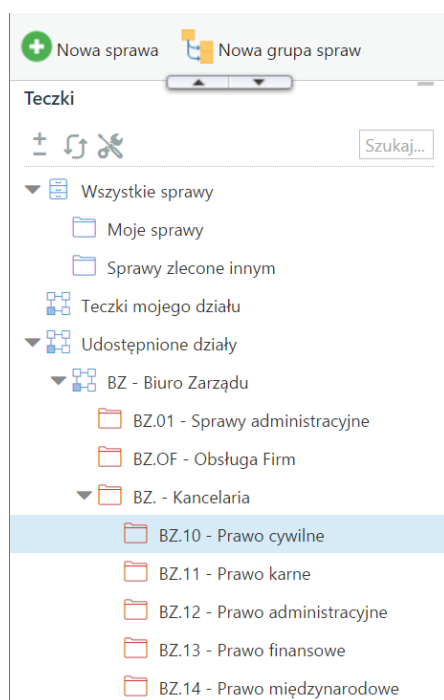 Nowa sprawa Nowa grupa spraw
Teczki
Szukaj...
Wszystkie sprawy
Moje sprawy
Sprawy zlecone innym
Teczki mojego działu
Udostępnione działy
BZ - Biuro Zarządu
BZ.01 - Sprawy administracyjne
BZ.OF - Obsługa Firm
BZ. - Kancelaria
BZ.10 - Prawo cywilne
BZ.11 - Prawo karne
BZ.12 - Prawo administracyjne
BZ.13 - Prawo finansowe
BZ.14 - Prawo międzynarodowe